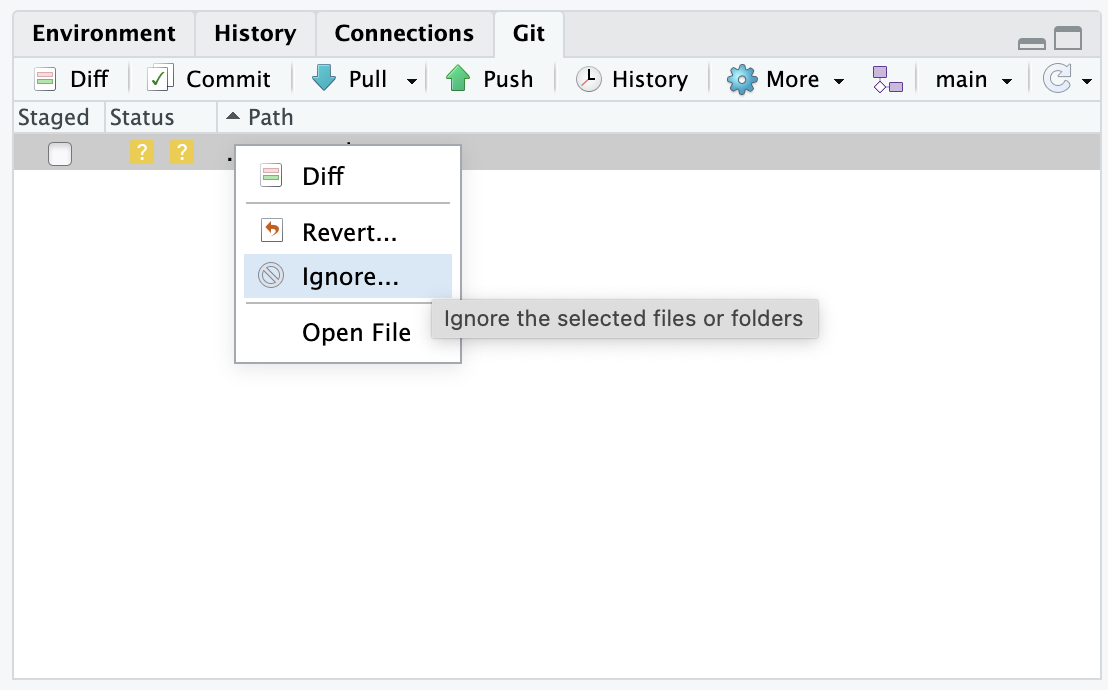 Environment History Connections Git
Diff Commit Pull Push History More main
Staged Status Path
? ? .
Diff
Revert...
Ignore...
Ignore the selected files or folders
Open File